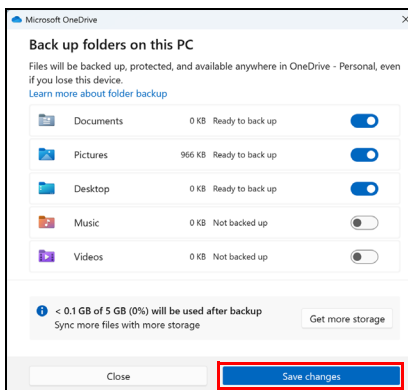 Microsoft OneDrive
Back up folders on this PC
Files will be backed up, protected, and available anywhere in OneDrive - Personal, even
if you lose this device.
Learn more about folder backup
Documents 0 KB Ready to back up
Pictures 966 KB Ready to back up
Desktop 0 KB Ready to back up
Music 0 KB Not backed up
Videos 0 KB Not backed up
< 0.1 GB of 5 GB (0%) will be used after backup
Sync more files with more storage
Get more storage
Close Save changes